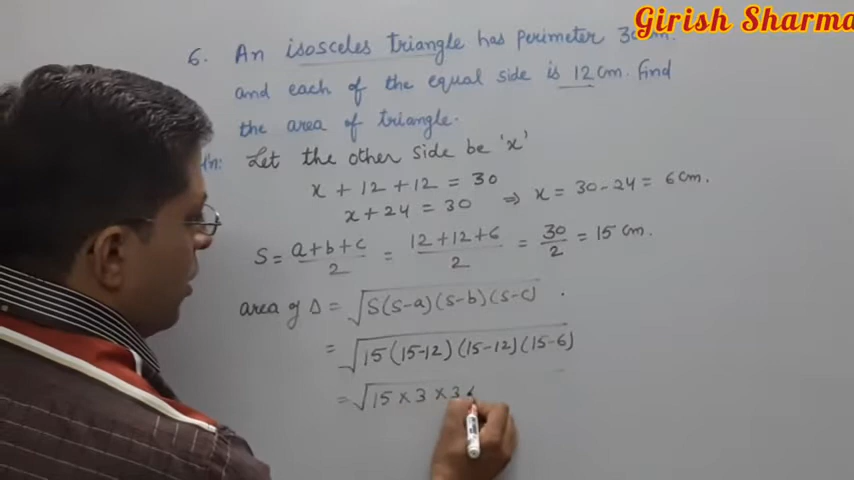 Girish Sharma
6. An isosceles triangle has perimeter 30 cm.
and each of the equal side is 12 cm. Find
the area of triangle.
Let the other side be 'x'
x + 12 + 12 = 30
x + 24 = 30 ⇒ x = 30 - 24 = 6 cm.
S = a+b+c/2 = 12+12+6/2 = 30/2 = 15 cm.
area of Δ = √S(S-a)(S-b)(S-c) .
= √15(15-12)(15-12)(15-6)
= √15 × 3 × 3